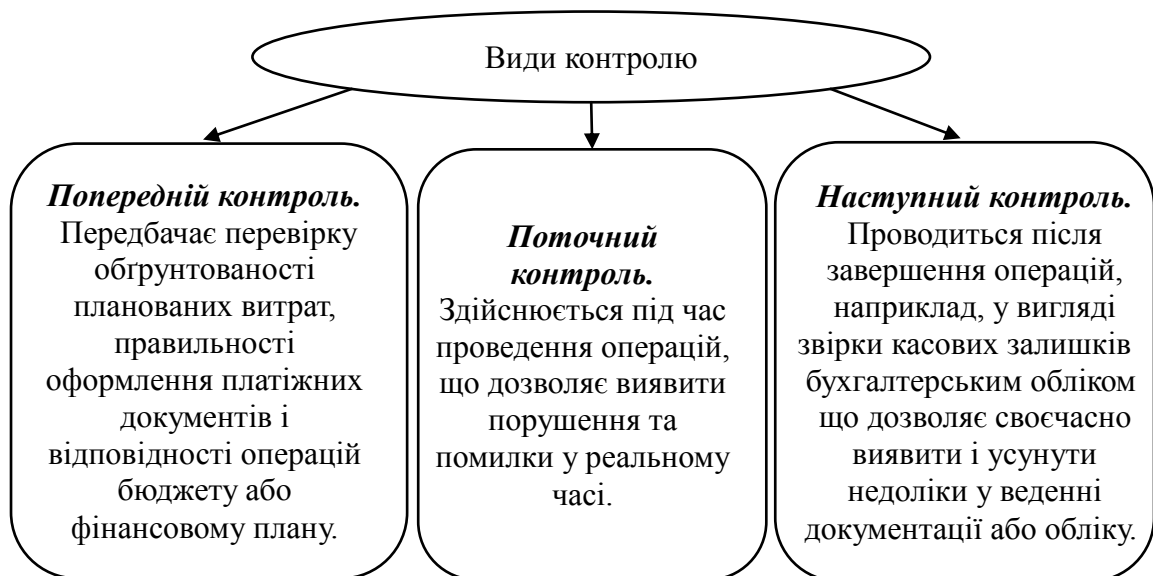 Види контролю
Попередній контроль.
Передбачає перевірку
обґрунтованості
планованих витрат,
правильності
оформлення платіжних
документів і
відповідності операцій
бюджету або
фінансовому плану.
Поточний
контроль.
Здійснюється під час
проведення операцій,
що дозволяє виявити
порушення та
помилки у реальному
часі.
Наступний контроль.
Проводиться після
завершення операцій,
наприклад, у вигляді
звірки касових залишків
бухгалтерським обліком
що дозволяє своєчасно
виявити і усунути
недоліки у веденні
документації або обліку.